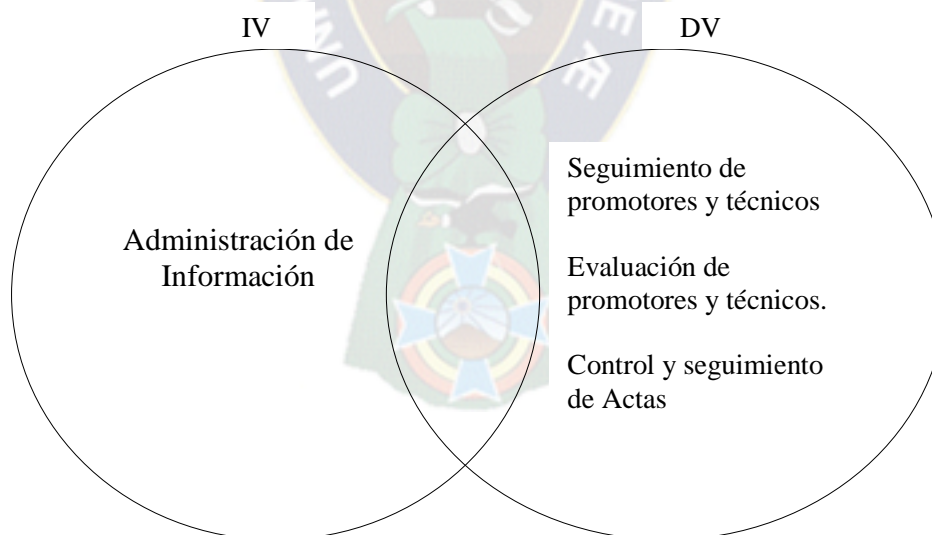 IV
DV
Administración de
Información
Seguimiento de
promotores y técnicos
Evaluación de
promotores y técnicos.
Control y seguimiento
de Actas